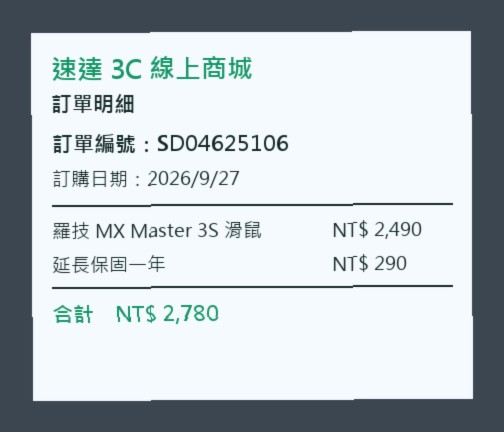 速達 3C 線上商城
訂單明細
訂單編號：SD04625106
訂購日期：2026/9/27
羅技 MX Master 3S 滑鼠 NT$ 2,490
延長保固一年 NT$ 290
合計 NT$ 2,780